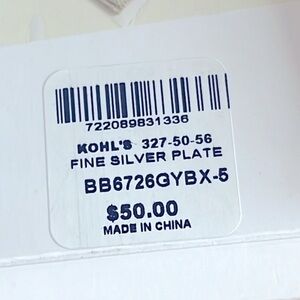 722089831336
KOHL'S 327-50-56
FINE SILVER PLATE
BB6726GYBX-5
$50.00
MADE IN CHINA